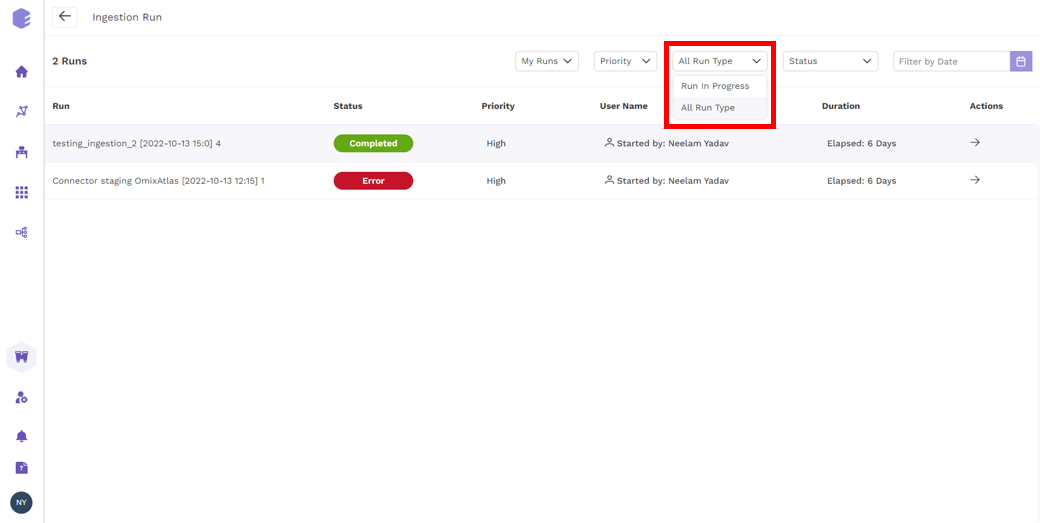 Ingestion Run
2 Runs
My Runs
Priority
All Run Type
Status
Filter by Date
Run In Progress
All Run Type
Run Status Priority User Name Duration Actions
testing_ingestion_2 [2022-10-13 15:0] 4 Completed High Started by: Neelam Yadav Elapsed: 6 Days
Connector staging OmixAtlas [2022-10-13 12:15] 1 Error High Started by: Neelam Yadav Elapsed: 6 Days
?
NY